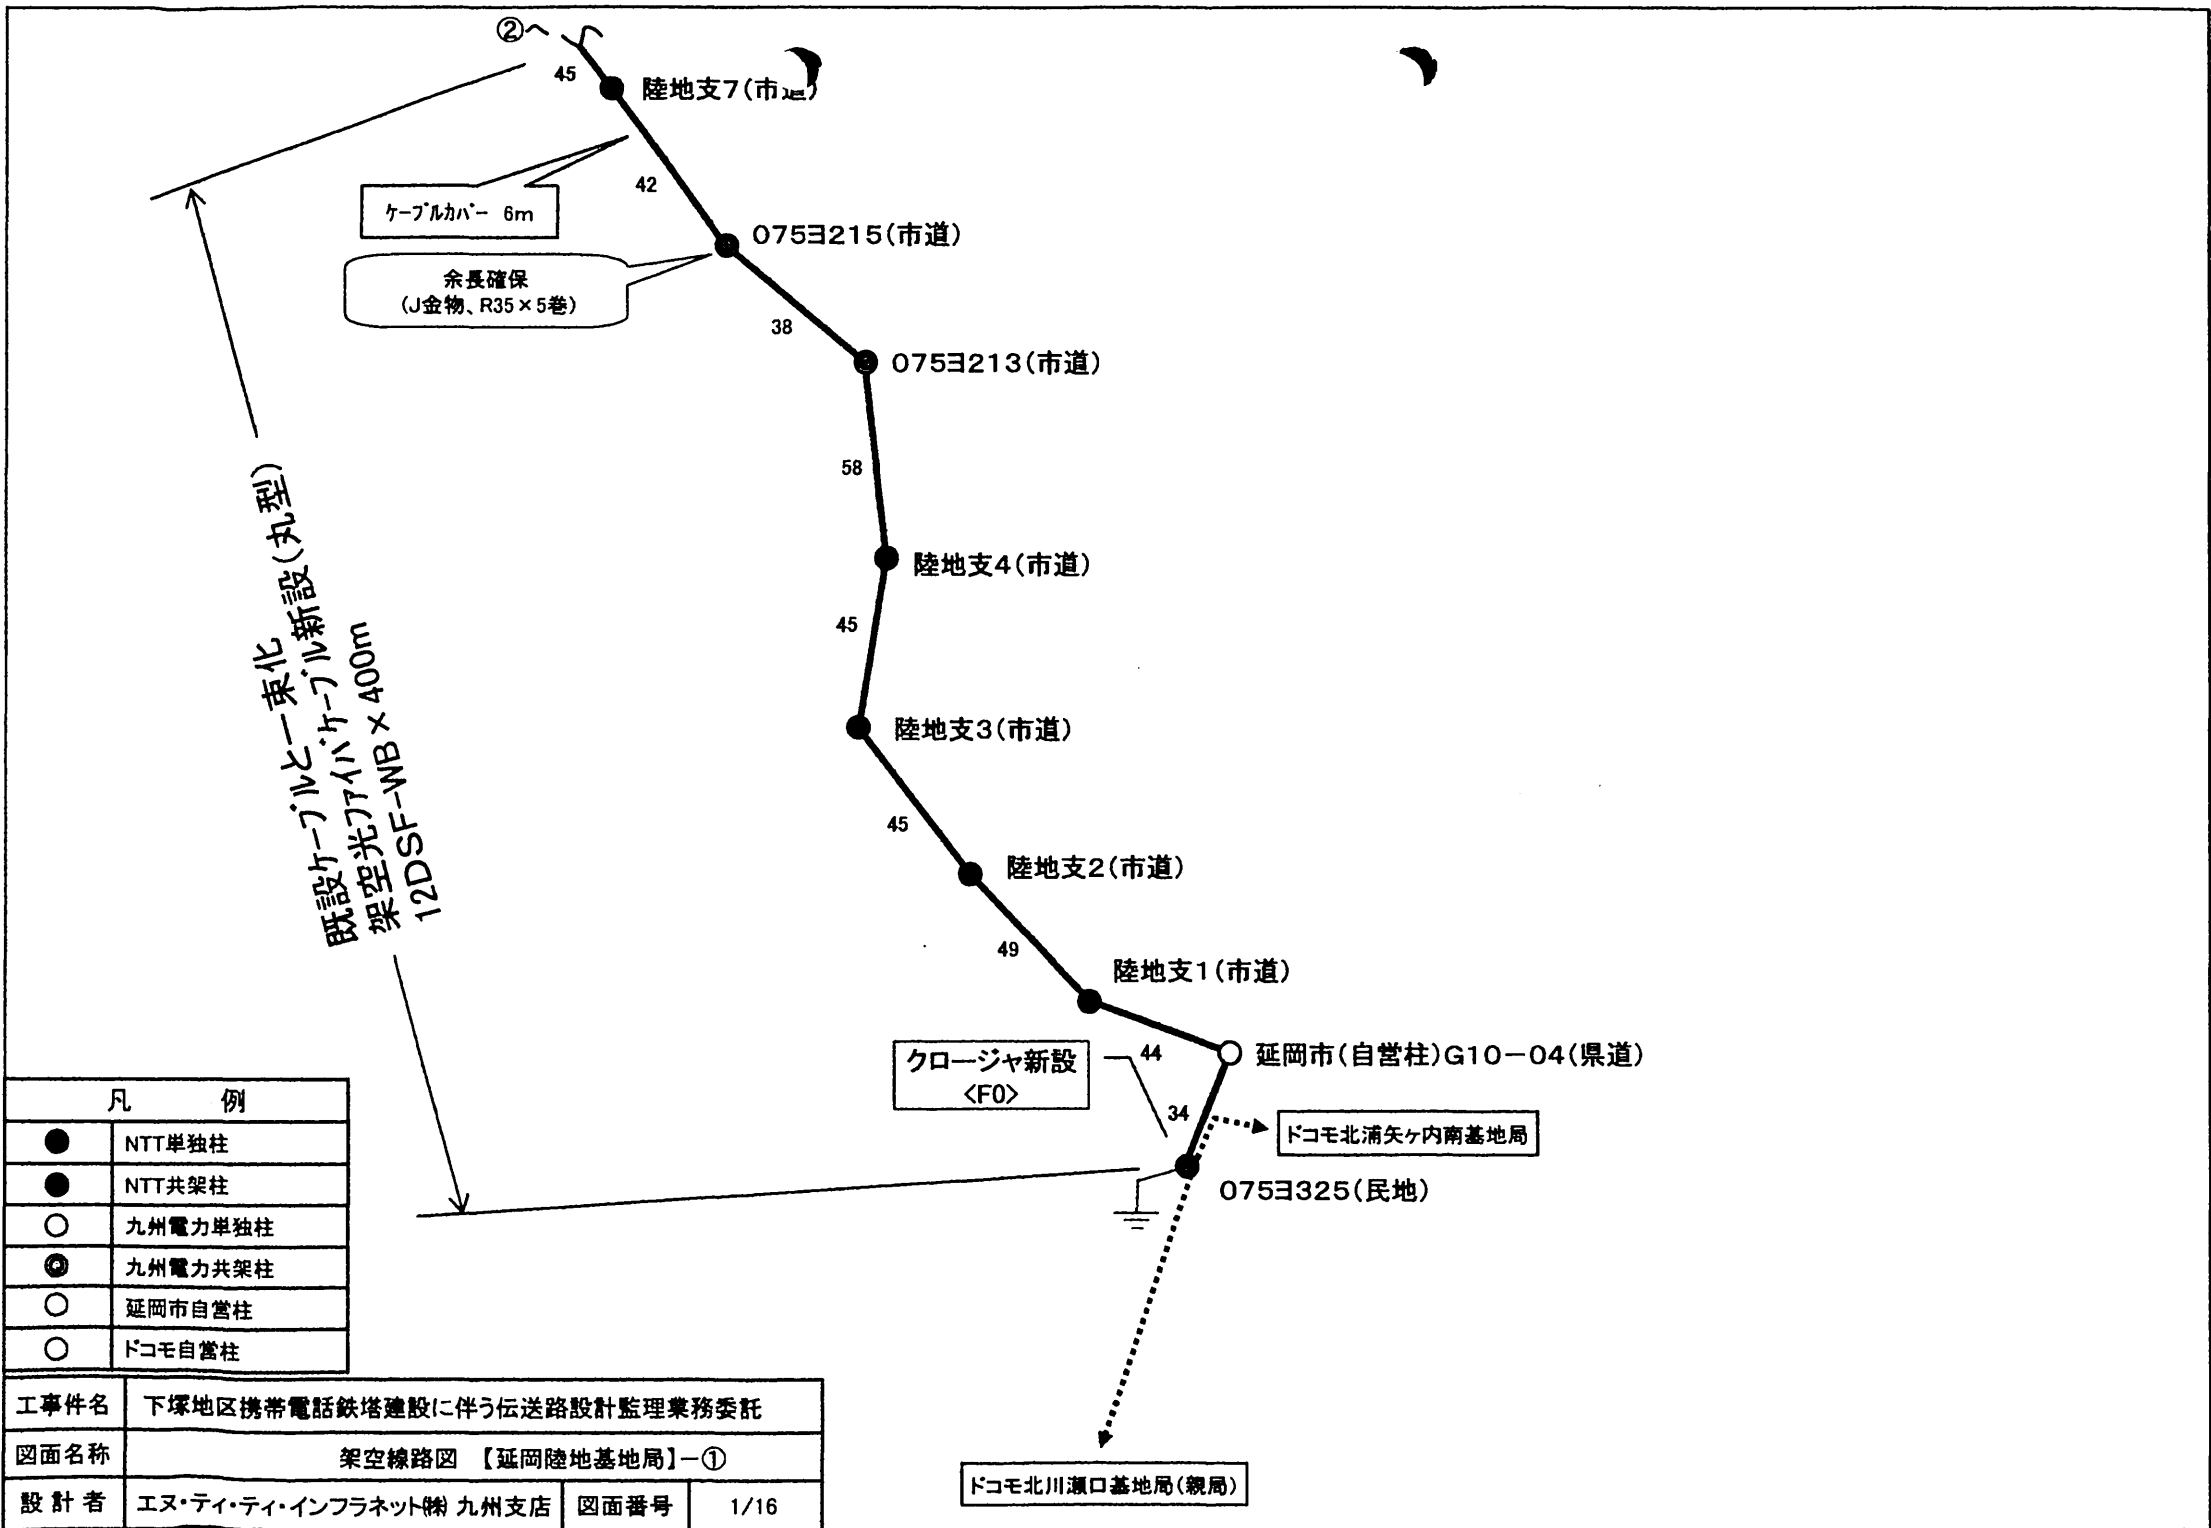 ②へ
45
陸地支7(市道)
42
ケーブルカバー 6m
075ヨ215(市道)
余長確保
(J金物、R35×5巻)
38
075ヨ213(市道)
58
陸地支4(市道)
45
陸地支3(市道)
45
陸地支2(市道)
49
陸地支1(市道)
既設ケーブルと一束化
架空光ファイバケーブル新設(丸型)
12DSF-WB×400m
クロージャ新設
<F0>
44
延岡市(自営柱)G10-04(県道)
34
ドコモ北浦矢ヶ内南基地局
075ヨ325(民地)
ドコモ北川瀬口基地局(親局)
凡 例
NTT単独柱
NTT共架柱
九州電力単独柱
九州電力共架柱
延岡市自営柱
ドコモ自営柱
工事件名 下塚地区携帯電話鉄塔建設に伴う伝送路設計監理業務委託
図面名称 架空線路図 【延岡陸地基地局】-①
設計者 エヌ・ティ・ティ・インフラネット㈱ 九州支店 図面番号 1/16